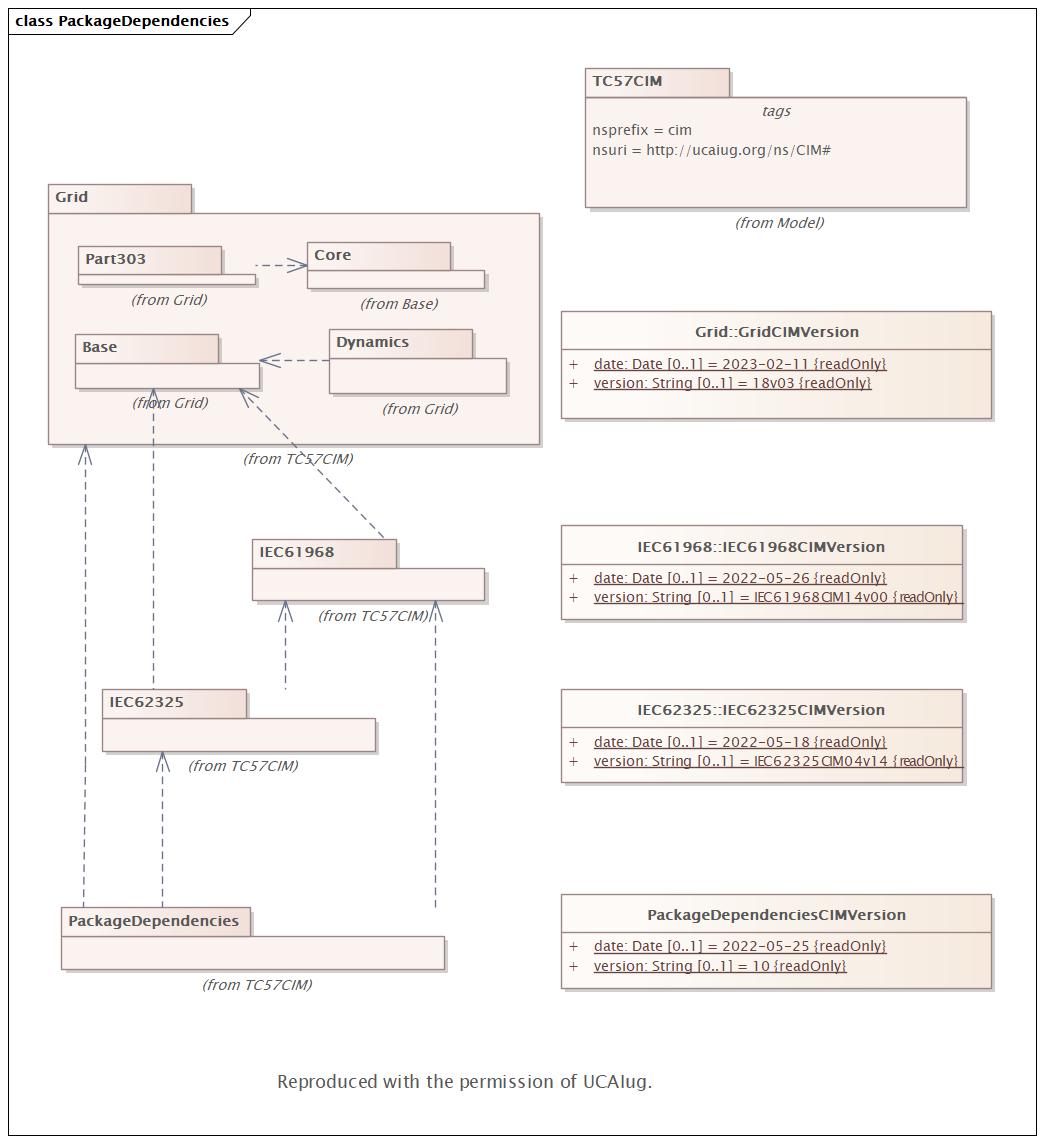 class PackageDependencies
TC57CIM
tags
nsprefix = cim
nsuri = http://ucaiug.org/ns/CIM#
(from Model)
Grid
Part303
(from Grid)
Core
(from Base)
Base
(from Grid)
Dynamics
(from Grid)
(from TC57CIM)
Grid::GridCIMVersion
+ date: Date [0..1] = 2023-02-11 {readOnly}
+ version: String [0..1] = 18v03 {readOnly}
IEC61968
(from TC57CIM)
IEC61968::IEC61968CIMVersion
+ date: Date [0..1] = 2022-05-26 {readOnly}
+ version: String [0..1] = IEC61968CIM14v00 {readOnly}
IEC62325
(from TC57CIM)
IEC62325::IEC62325CIMVersion
+ date: Date [0..1] = 2022-05-18 {readOnly}
+ version: String [0..1] = IEC62325CIM04v14 {readOnly}
PackageDependencies
(from TC57CIM)
PackageDependenciesCIMVersion
+ date: Date [0..1] = 2022-05-25 {readOnly}
+ version: String [0..1] = 10 {readOnly}
Reproduced with the permission of UCAIug.